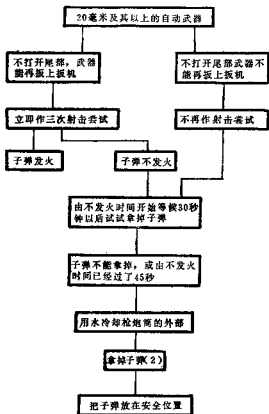 20毫米及其以上的自动武器
不打开尾部，武器
能再扳上扳机
不打开尾部武器不
能再扳上扳机
立即作三次射击尝试
不再作射击尝试
子弹发火
子弹不发火
由不发火时间开始等候30秒
钟以后试试拿掉子弹
子弹不能拿掉，或由不发火
时间已经过了45秒
用水冷却枪炮筒的外部
拿掉子弹(2)
把子弹放在安全位置